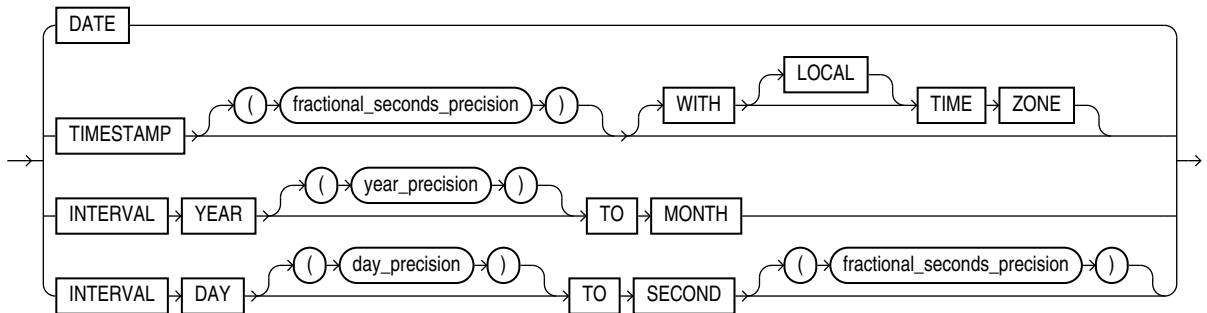 DATE
( fractional_seconds_precision ) LOCAL
WITH TIME ZONE
TIMESTAMP
( year_precision )
INTERVAL YEAR TO MONTH
( day_precision ) ( fractional_seconds_precision )
INTERVAL DAY TO SECOND